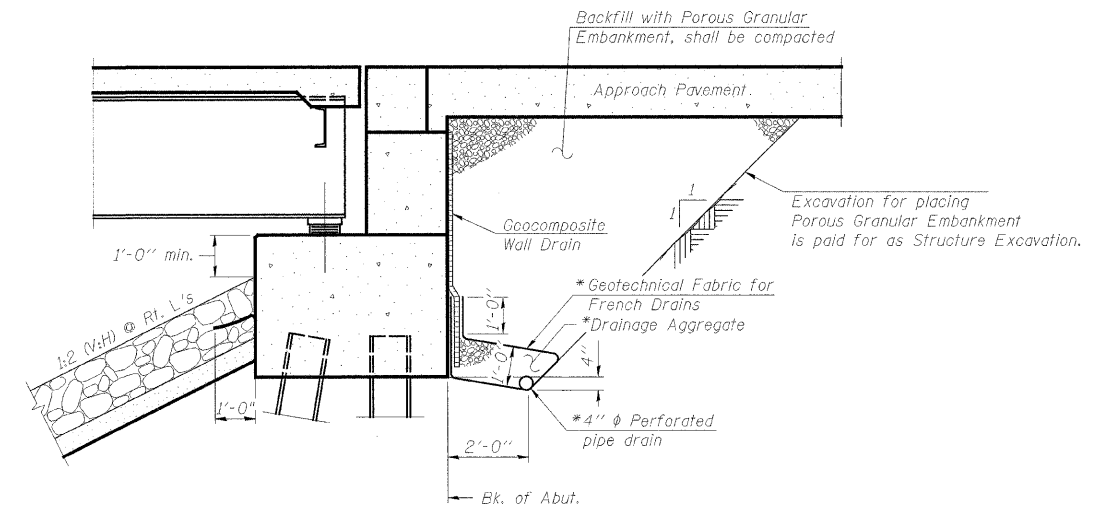 Backfill with Porous Granular
Embankment, shall be compacted
Approach Pavement
1
1
Excavation for placing
Porous Granular Embankment
is paid for as Structure Excavation.
Geocomposite
Wall Drain
1'-0" min.
*Geotechnical Fabric for
French Drains
*Drainage Aggregate
1:2 (V:H) @ Rt. L's
1'-0"
1'-0"
4"
1'-0"
*4" ϕ Perforated
pipe drain
2'-0"
Bk. of Abut.